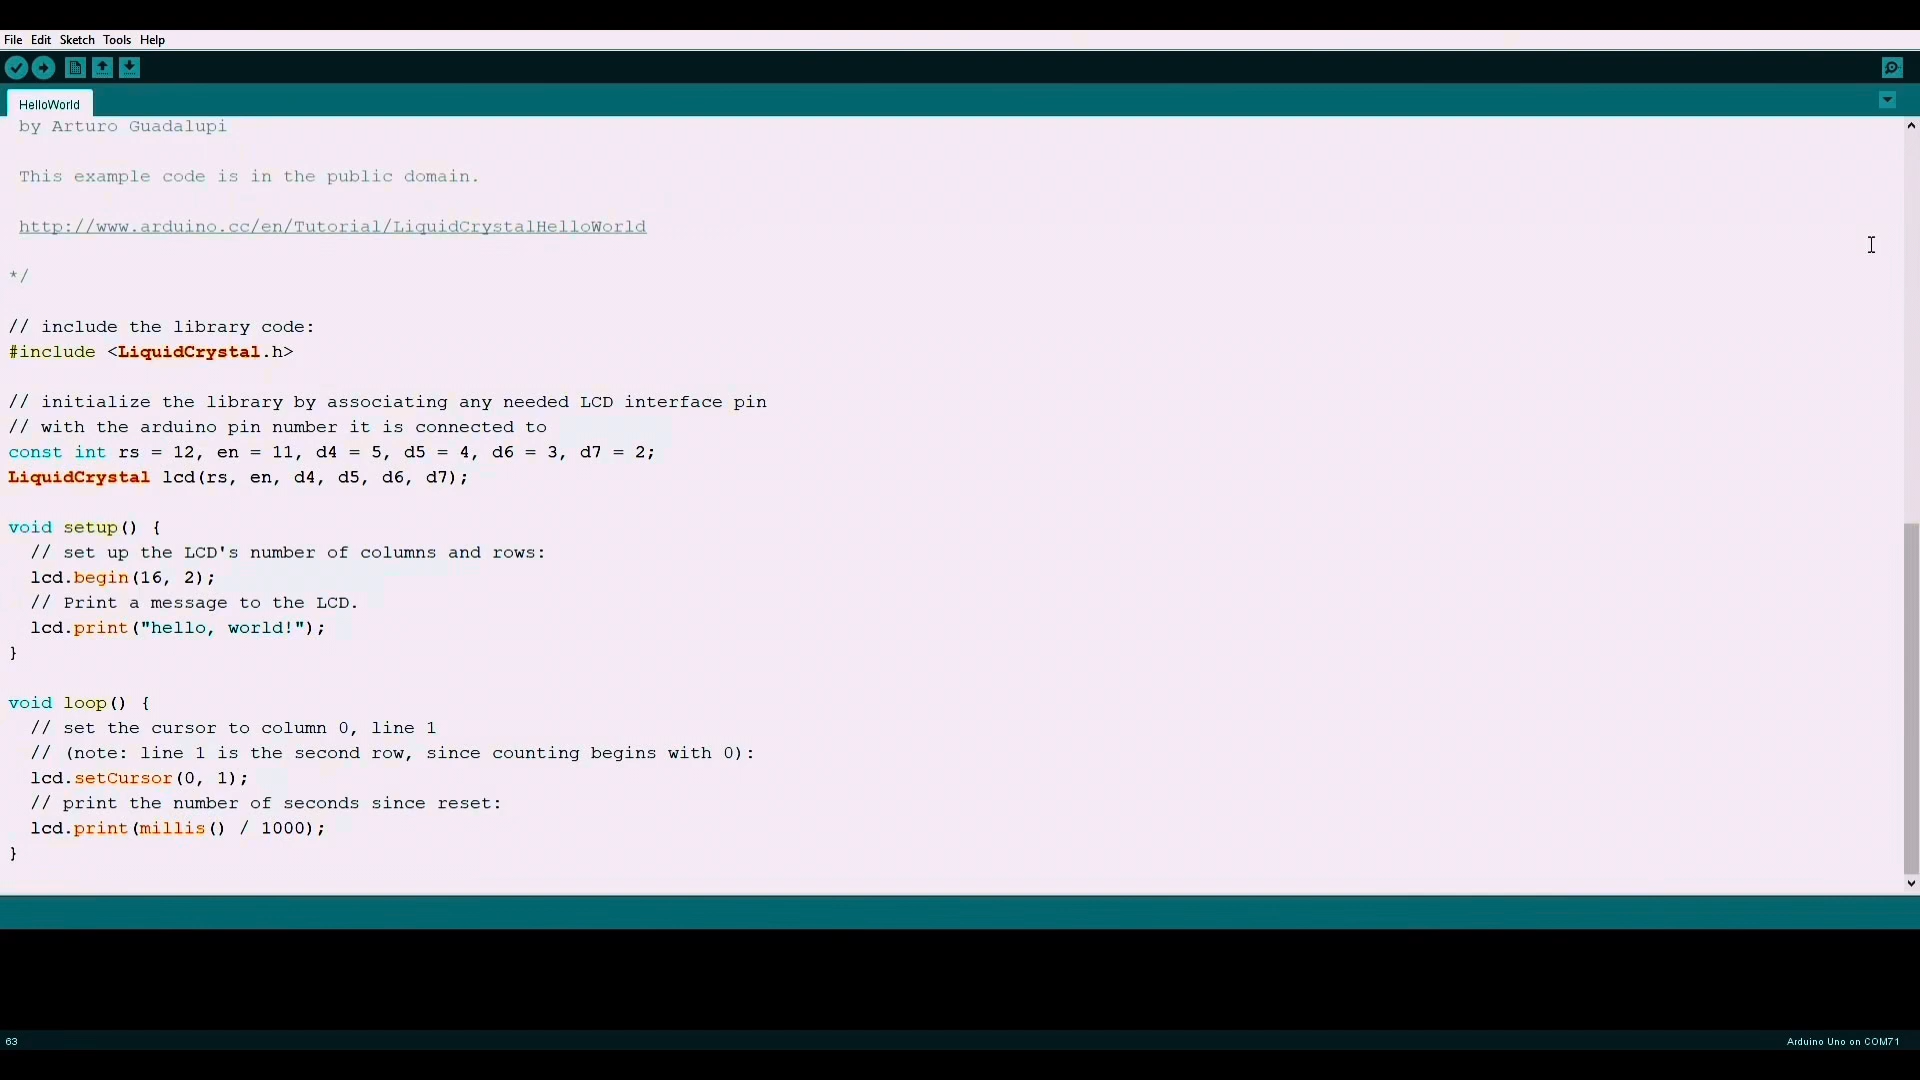 File Edit Sketch Tools Help
HelloWorld
by Arturo Guadalupi
This example code is in the public domain.
http://www.arduino.cc/en/Tutorial/LiquidCrystalHelloWorld
*/
// include the library code:
#include <LiquidCrystal.h>
// initialize the library by associating any needed LCD interface pin
// with the arduino pin number it is connected to
const int rs = 12, en = 11, d4 = 5, d5 = 4, d6 = 3, d7 = 2;
LiquidCrystal lcd(rs, en, d4, d5, d6, d7);
void setup() {
// set up the LCD's number of columns and rows:
lcd.begin(16, 2);
// Print a message to the LCD.
lcd.print("hello, world!");
}
void loop() {
// set the cursor to column 0, line 1
// (note: line 1 is the second row, since counting begins with 0):
lcd.setCursor(0, 1);
// print the number of seconds since reset:
lcd.print(millis() / 1000);
}
63
Arduino Uno on COM71